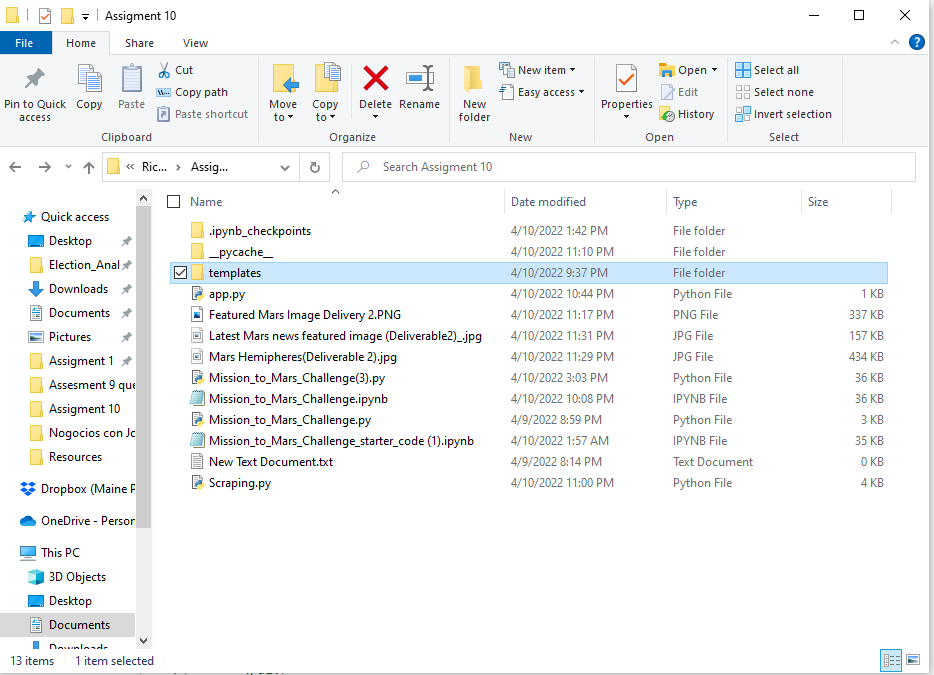 Assigment 10
File Home Share View
Pin to Quick access
Copy
Paste
Cut
Copy path
Paste shortcut
Clipboard
Move to
Copy to
Delete
Rename
Organize
New folder
New item
Easy access
New
Properties
Open
Edit
History
Open
Select all
Select none
Invert selection
Select
« Ric... › Assig...
Search Assigment 10
Quick access
Desktop
Election_Anal
Downloads
Documents
Pictures
Assigment 1
Assesment 9 que
Assigment 10
Nogocios con Jc
Resources
Dropbox (Maine P
OneDrive - Person
This PC
3D Objects
Desktop
Documents
Downloads
Name Date modified Type Size
.ipynb_checkpoints 4/10/2022 1:42 PM File folder
__pycache__ 4/10/2022 11:10 PM File folder
templates 4/10/2022 9:37 PM File folder
app.py 4/10/2022 10:44 PM Python File 1 KB
Featured Mars Image Delivery 2.PNG 4/10/2022 11:17 PM PNG File 337 KB
Latest Mars news featured image (Deliverable2)_.jpg 4/10/2022 11:31 PM JPG File 157 KB
Mars Hemipheres(Deliverable 2).jpg 4/10/2022 11:29 PM JPG File 434 KB
Mission_to_Mars_Challenge(3).py 4/10/2022 3:03 PM Python File 36 KB
Mission_to_Mars_Challenge.ipynb 4/10/2022 10:08 PM IPYNB File 36 KB
Mission_to_Mars_Challenge.py 4/9/2022 8:59 PM Python File 3 KB
Mission_to_Mars_Challenge_starter_code (1).ipynb 4/10/2022 1:57 AM IPYNB File 35 KB
New Text Document.txt 4/9/2022 8:14 PM Text Document 0 KB
Scraping.py 4/10/2022 11:00 PM Python File 4 KB
13 items 1 item selected